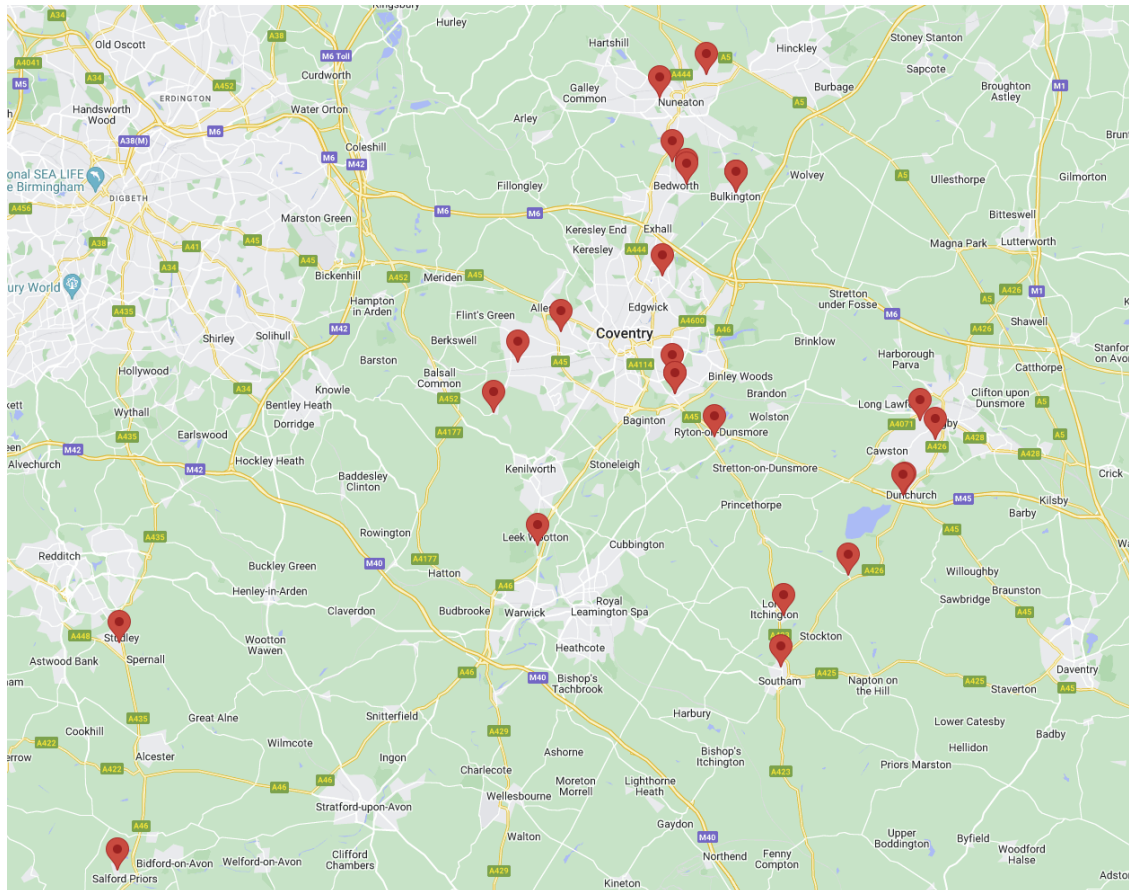 A34
A38
Kingsbury
Hurley
Stoney Stanton
Old Oscott
Hartshill
Hinckley
M6 Toll
A4041
A5
Sapcote
M5
A34
Curdworth
A444
Galley
Common
Burbage
Broughton
Astley
M1
Handsworth
Wood
ERDINGTON
A452
Water Orton
Nuneaton
A5
M6
Arley
A38(M)
Coleshill
M6
M42
SEA LIFE
Birmingham
Fillongley
Bedworth
Wolvey
A5
Ullesthorpe
Gilmorton
DIGBETH
Bulkington
A456
Marston Green
M6
M6
Bitteswell
A38
A41
A45
Keresley End
Exhall
A34
A45
Keresley
A444
Magna Park
Lutterworth
Bickenhill
A452
Meriden
A45
World
Hampton
in Arden
Stretton
under Fosse
A5
A426
M1
A435
Flint's Green
Edgwick
M6
M42
Shirley
Solihull
Berkswell
Coventry
A4600
A46
A426
Shawell
Barston
Brinklow
Harborough
Parva
Stanford
on Avon
Hollywood
A45
A4114
Catthorpe
Balsall
Common
Binley Woods
A34
Knowle
A452
Brandon
Clifton upon
Dunsmore
A5
Wythall
Bentley Heath
A45
Wolston
Long Lawford
A435
Dorridge
Baginton
Ryton-on-Dunsmore
A4071
A426
A428
Earlswood
A4177
Cawston
A5
A428
M42
Alvechurch
M42
Hockley Heath
Kenilworth
Stoneleigh
Stretton-on-Dunsmore
Crick
Baddesley
Clinton
Dunchurch
M45
Kilsby
Princethorpe
Barby
A435
Rowington
Leek Wootton
Cubbington
A45
Redditch
A4177
M40
Buckley Green
Hatton
A426
Willoughby
Henley-in-Arden
A46
Braunston
Claverdon
Budbrooke
Warwick
Royal
Leamington Spa
Long
Itchington
Sawbridge
A45
A448
Studley
Wootton
Wawen
Stockton
Heathcote
Astwood Bank
Spernall
A46
M40
Southam
A425
Napton on
the Hill
A425
Daventry
Bishop's
Tachbrook
Staverton
A45
A435
Great Alne
Snitterfield
Harbury
Cookhill
A429
Lower Catesby
Badby
A422
Wilmcote
Ashorne
Bishop's
Itchington
Hellidon
A422
Alcester
Ingon
Charlecote
Moreton
Morrell
Lighthorne
Heath
A423
Priors Marston
A46
A46
Stratford-upon-Avon
Wellesbourne
Gaydon
A46
Walton
M40
Upper
Boddington
Byfield
Bidford-on-Avon
Welford-on-Avon
Clifford
Chambers
Northend
Fenny
Compton
Woodford
Halse
Salford Priors
A429
Kineton